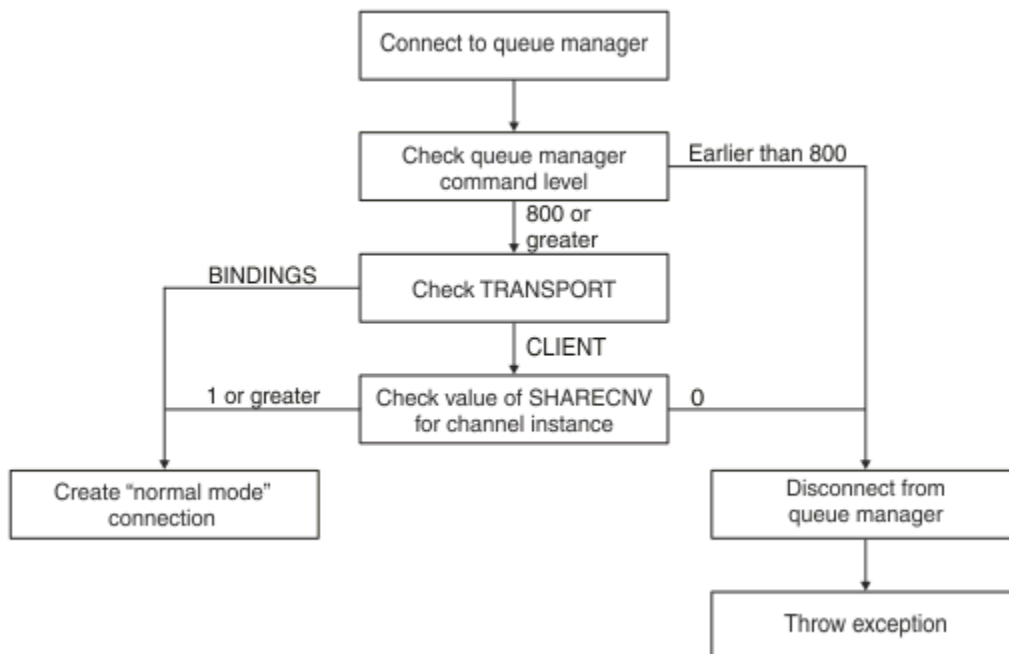 Connect to queue manager
Check queue manager
command level
Earlier than 800
800 or
greater
BINDINGS
Check TRANSPORT
CLIENT
1 or greater
Check value of SHARECNV
for channel instance
0
Create “normal mode”
connection
Disconnect from
queue manager
Throw exception